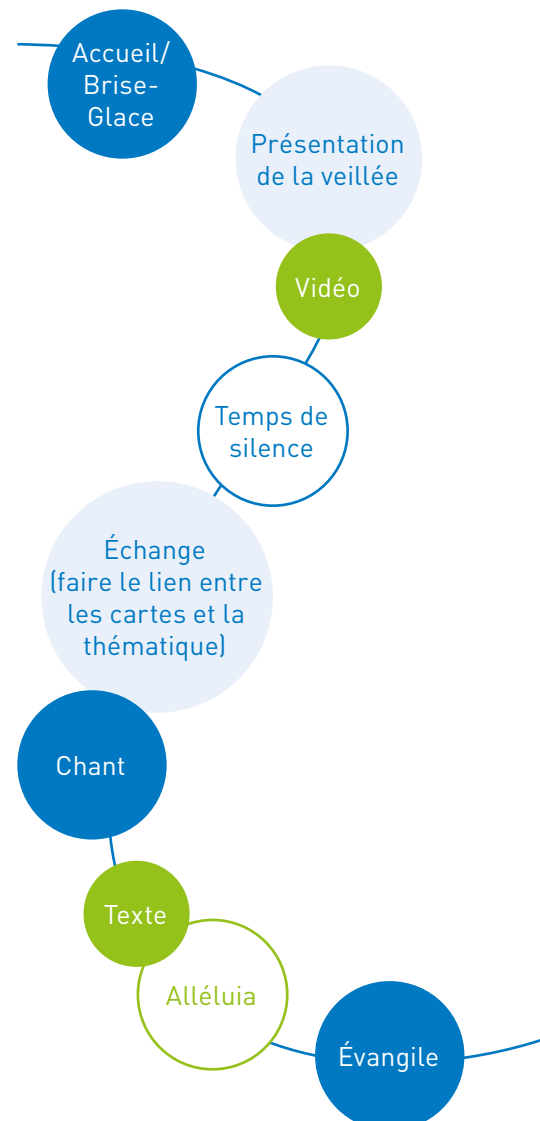 Accueil/
Brise-
Glace
Présentation
de la veillée
Vidéo
Temps de
silence
Échange
(faire le lien entre
les cartes et la
thématique)
Chant
Texte
Alléluia
Évangile